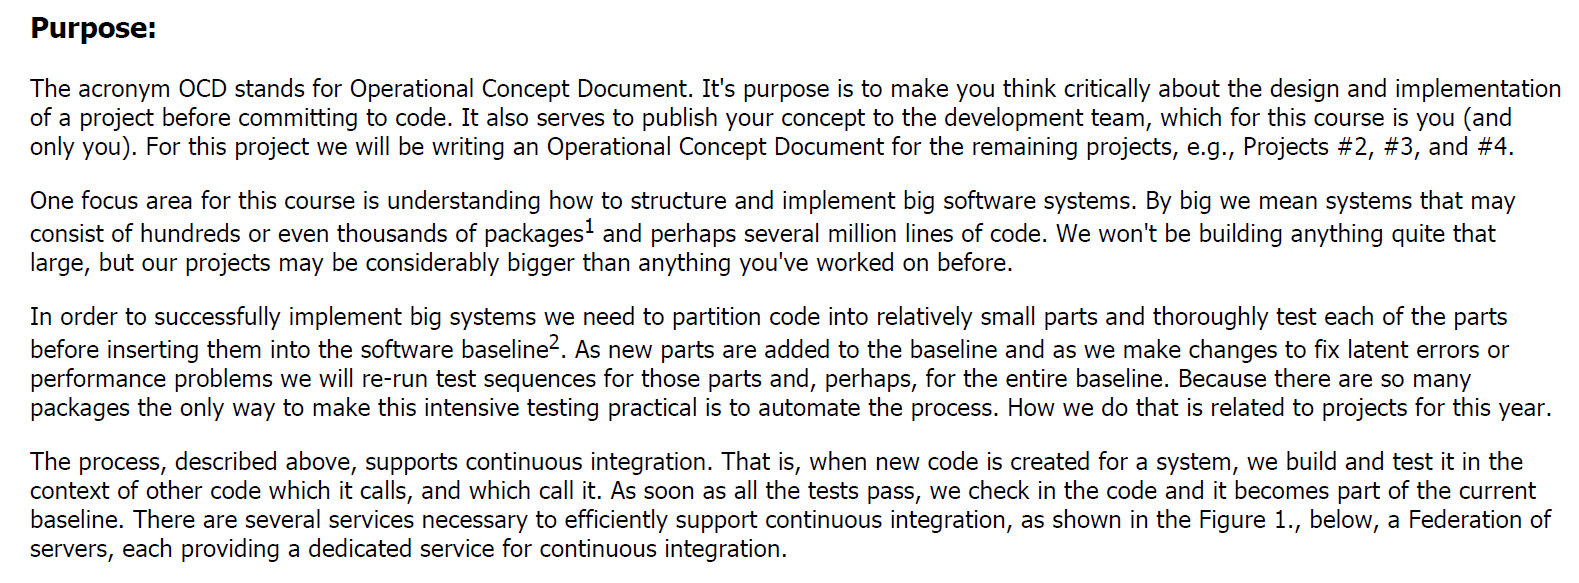 Purpose:
The acronym OCD stands for Operational Concept Document. It's purpose is to make you think critically about the design and implementation
of a project before committing to code. It also serves to publish your concept to the development team, which for this course is you (and
only you). For this project we will be writing an Operational Concept Document for the remaining projects, e.g., Projects #2, #3, and #4.
One focus area for this course is understanding how to structure and implement big software systems. By big we mean systems that may
consist of hundreds or even thousands of packages1 and perhaps several million lines of code. We won't be building anything quite that
large, but our projects may be considerably bigger than anything you've worked on before.
In order to successfully implement big systems we need to partition code into relatively small parts and thoroughly test each of the parts
before inserting them into the software baseline2. As new parts are added to the baseline and as we make changes to fix latent errors or
performance problems we will re-run test sequences for those parts and, perhaps, for the entire baseline. Because there are so many
packages the only way to make this intensive testing practical is to automate the process. How we do that is related to projects for this year.
The process, described above, supports continuous integration. That is, when new code is created for a system, we build and test it in the
context of other code which it calls, and which call it. As soon as all the tests pass, we check in the code and it becomes part of the current
baseline. There are several services necessary to efficiently support continuous integration, as shown in the Figure 1., below, a Federation of
servers, each providing a dedicated service for continuous integration.